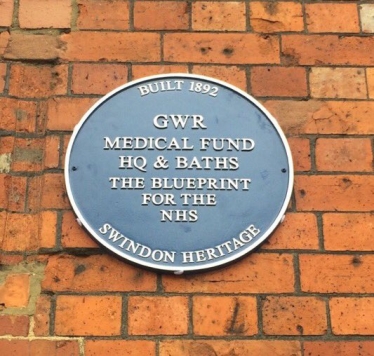 BUILT 1892
GWR
MEDICAL FUND
HQ & BATHS
THE BLUEPRINT
FOR THE
NHS
SWINDON HERITAGE